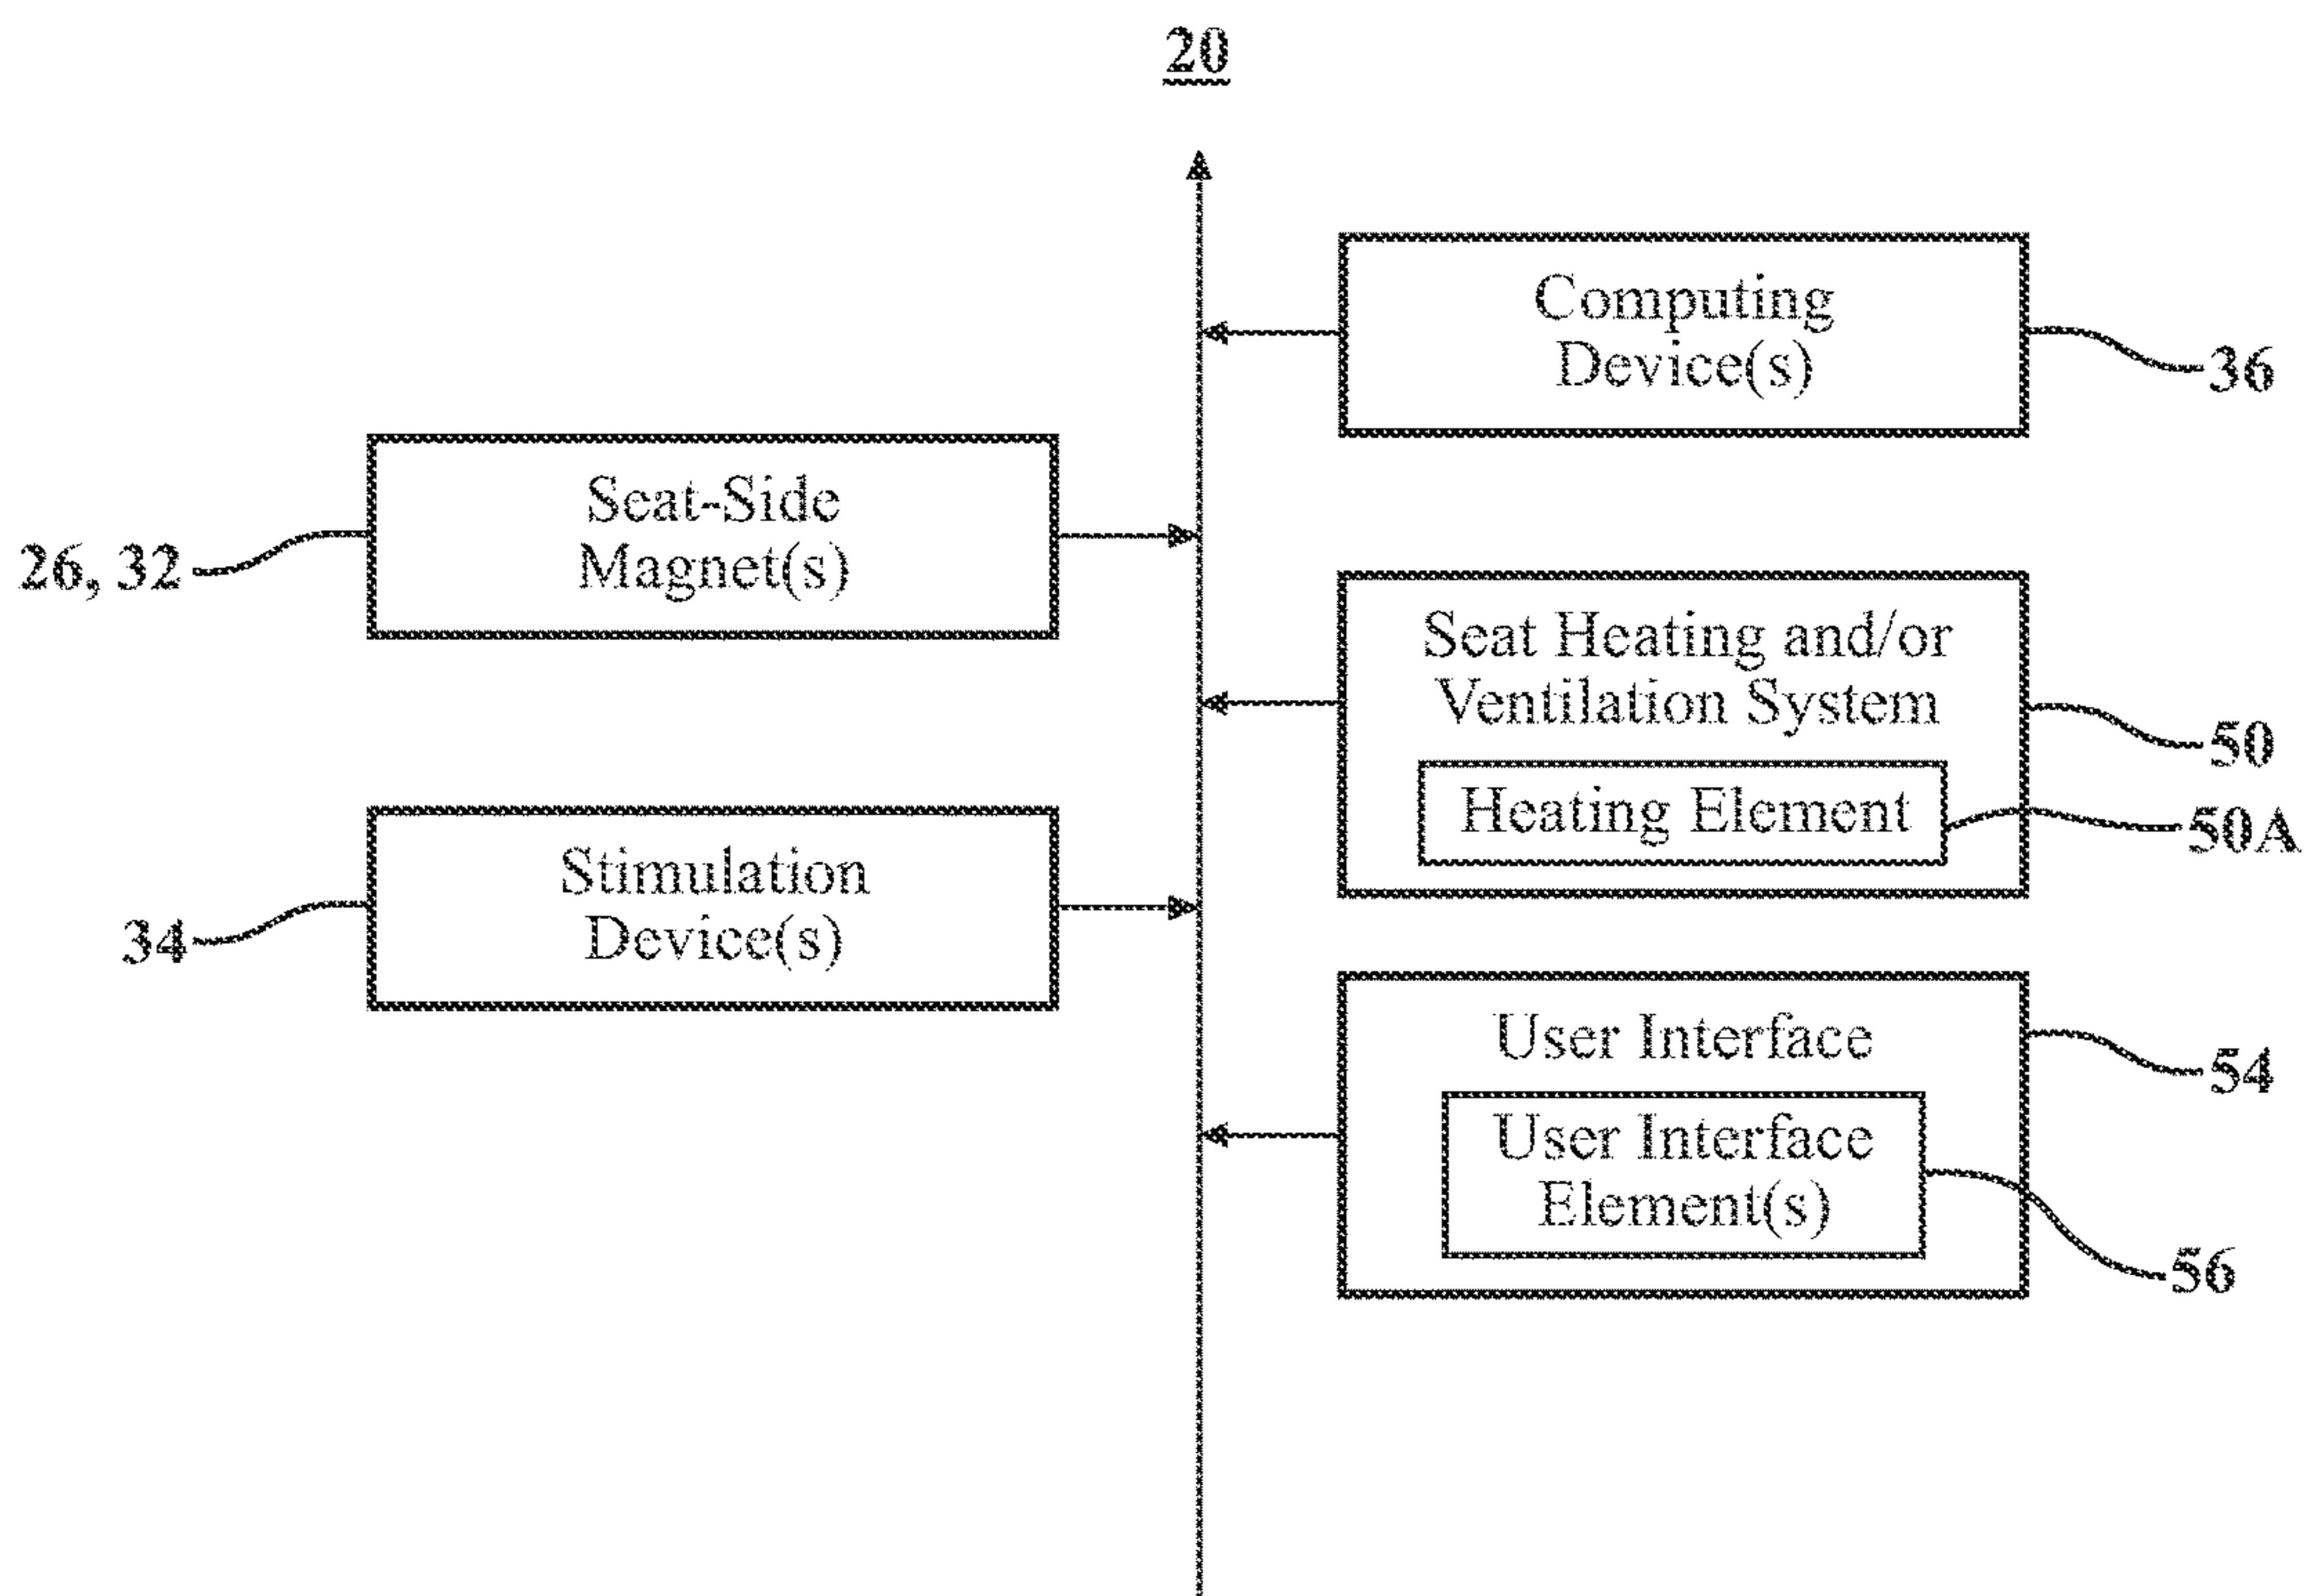 20
Computing
Device(s)
36
Seat-Side
Magnet(s)
26, 32
Seat Heating and/or
Ventilation System
50
Heating Element
50A
Stimulation
Device(s)
34
User Interface
54
User Interface
Element(s)
56